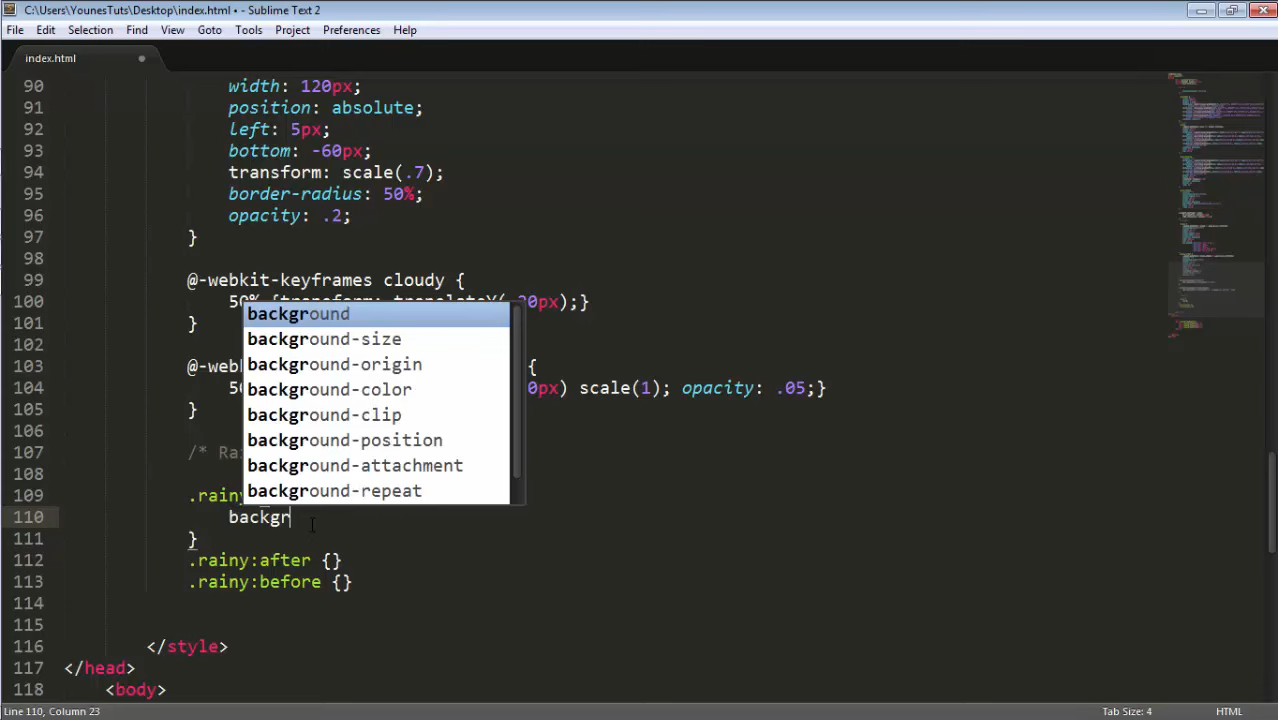 C:\Users\YounesTuts\Desktop\index.html • - Sublime Text 2
File Edit Selection Find View Goto Tools Project Preferences Help
index.html
90 width: 120px;
91 position: absolute;
92 left: 5px;
93 bottom: -60px;
94 transform: scale(.7);
95 border-radius: 50%;
96 opacity: .2;
97 }
98
99 @-webkit-keyframes cloudy {
100 50% {transform: translateY(-20px);}
101 }
102
103 @-web {
104 50 0px) scale(1); opacity: .05;}
105 }
106
107 /* Ra
108
109 .rainy
110 backgr
111 }
112 .rainy:after {}
113 .rainy:before {}
114
115
116 </style>
117 </head>
118 <body>
background
background-size
background-origin
background-color
background-clip
background-position
background-attachment
background-repeat
Line 110, Column 23 Tab Size: 4 HTML